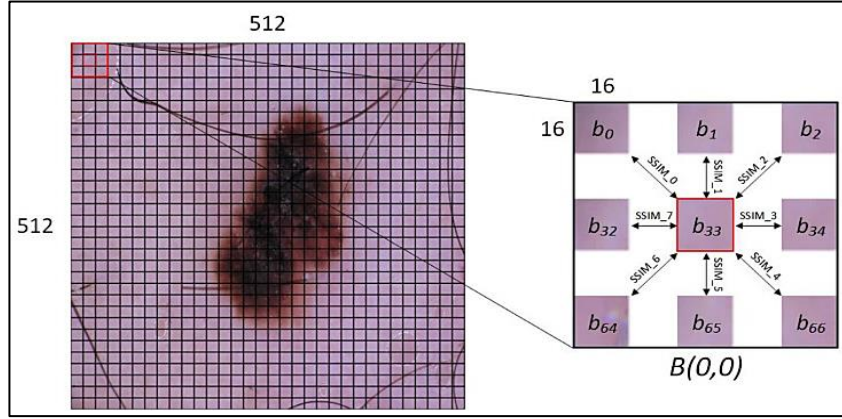 512
512
16
16
b0
b1
b2
SSIM_0
SSIM_1
SSIM_2
b32
SSIM_7
b33
SSIM_3
b34
SSIM_6
SSIM_5
SSIM_4
b64
b65
b66
B(0,0)